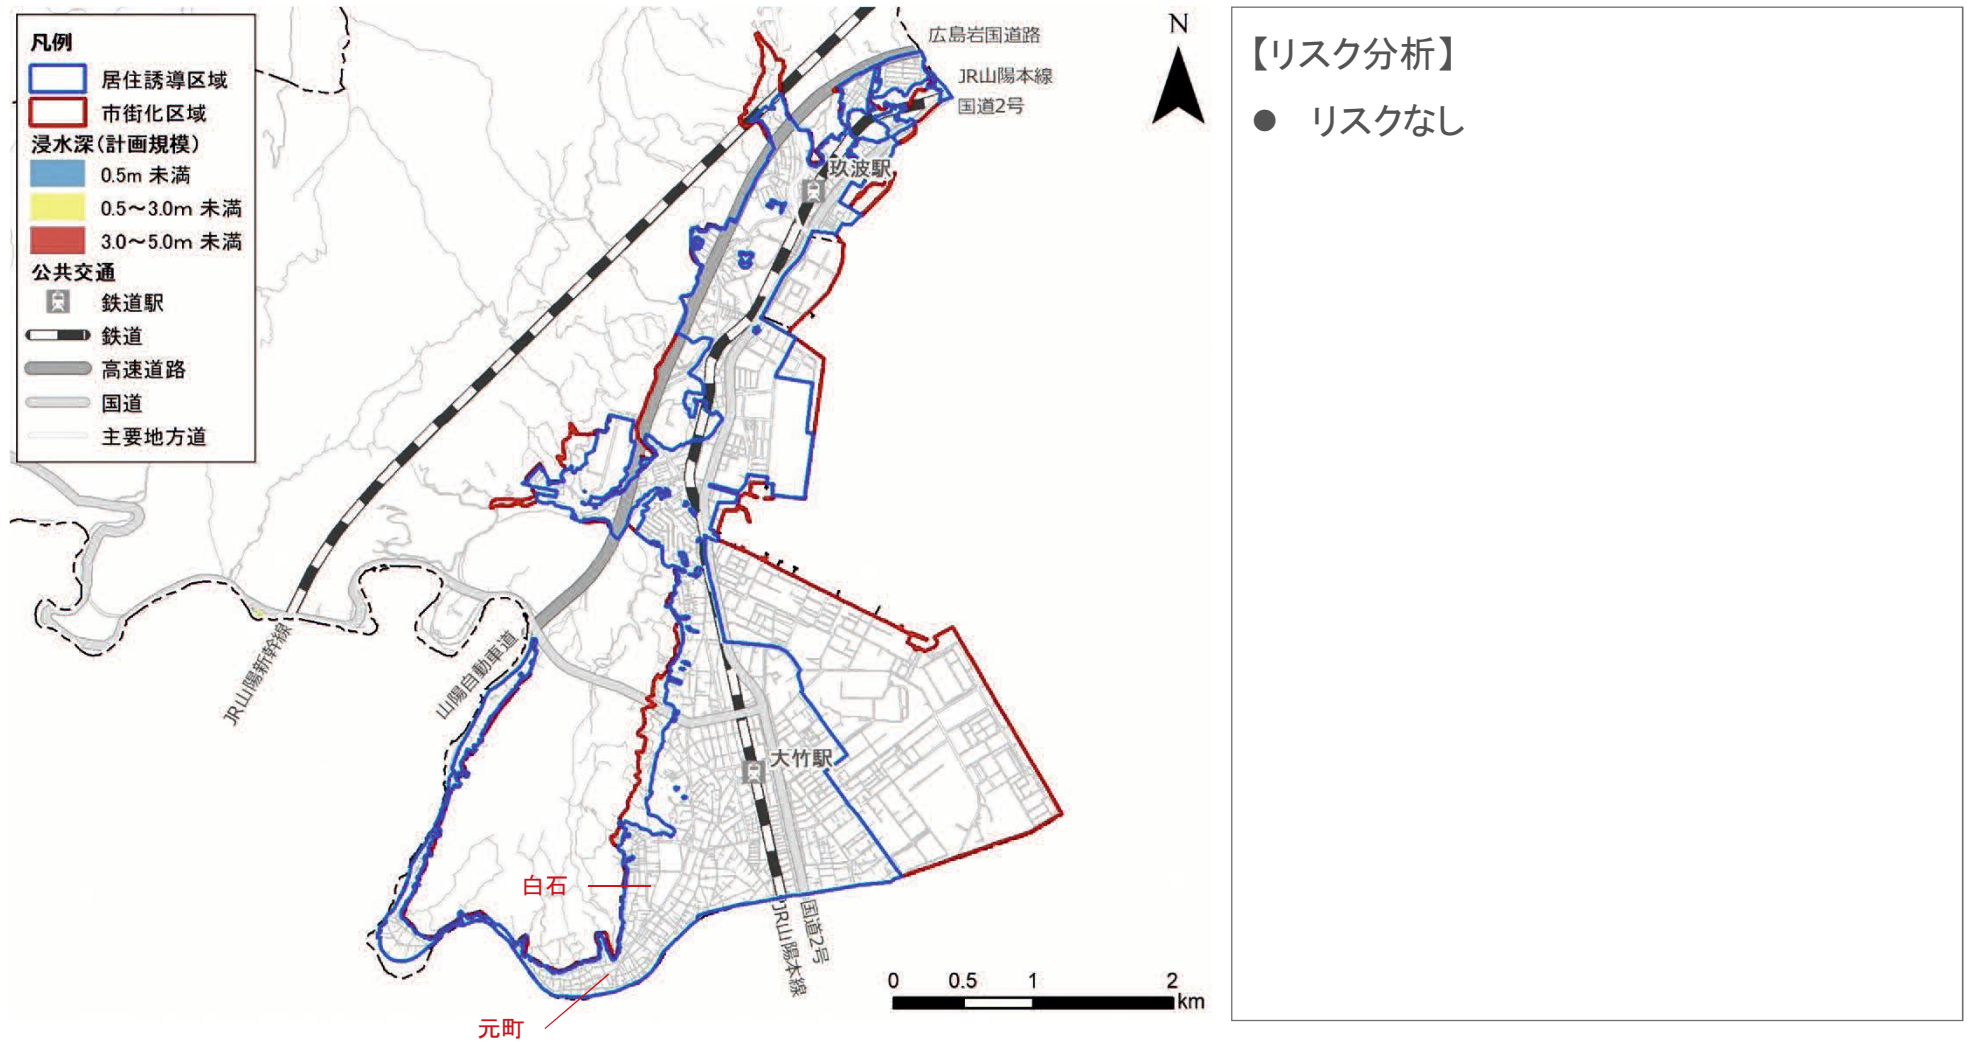 凡例
居住誘導区域
市街化区域
浸水深(計画規模)
0.5m 未満
0.5～3.0m 未満
3.0～5.0m 未満
公共交通
鉄道駅
鉄道
高速道路
国道
主要地方道
広島岩国道路
JR山陽本線
国道2号
玖波駅
N
JR山陽新幹線
山陽自動車道
大竹駅
白石
元町
国道2号
JR山陽本線
0 0.5 1 2
km
【リスク分析】
● リスクなし